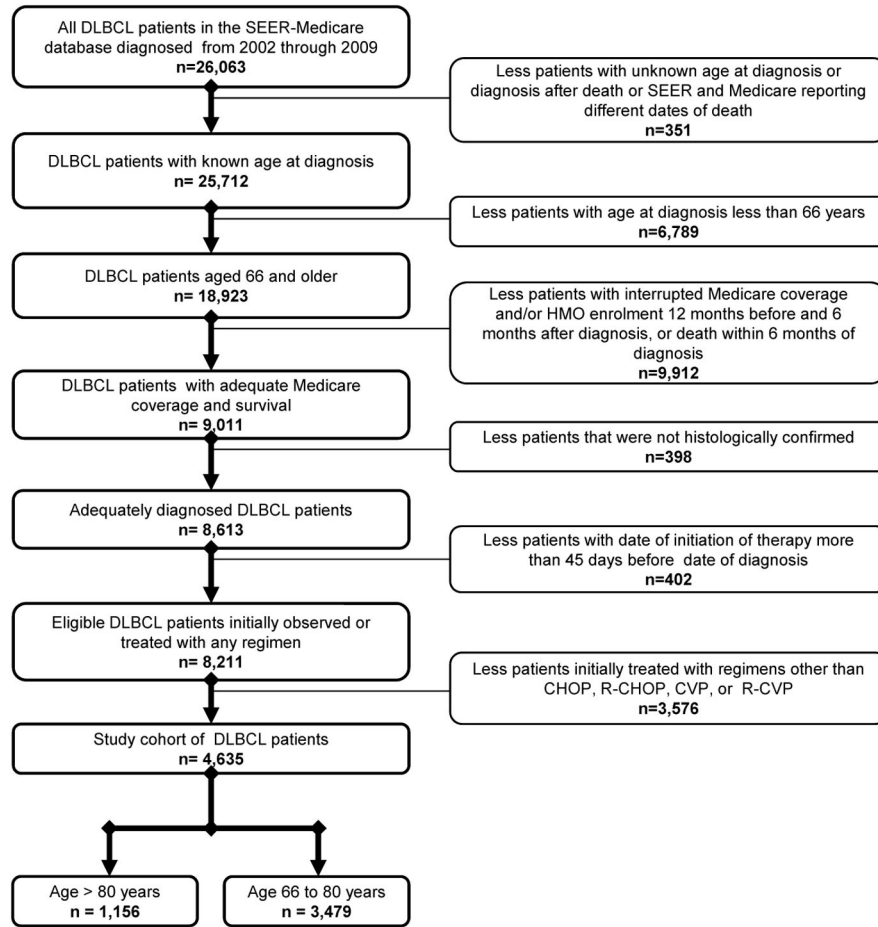 All DLBCL patients in the SEER-Medicare
database diagnosed from 2002 through 2009
n=26,063
Less patients with unknown age at diagnosis or
diagnosis after death or SEER and Medicare reporting
different dates of death
n=351
DLBCL patients with known age at diagnosis
n= 25,712
Less patients with age at diagnosis less than 66 years
n=6,789
DLBCL patients aged 66 and older
n= 18,923
Less patients with interrupted Medicare coverage
and/or HMO enrolment 12 months before and 6
months after diagnosis, or death within 6 months of
diagnosis
n=9,912
DLBCL patients with adequate Medicare
coverage and survival
n= 9,011
Less patients that were not histologically confirmed
n=398
Adequately diagnosed DLBCL patients
n= 8,613
Less patients with date of initiation of therapy more
than 45 days before date of diagnosis
n=402
Eligible DLBCL patients initially observed or
treated with any regimen
n= 8,211
Less patients initially treated with regimens other than
CHOP, R-CHOP, CVP, or R-CVP
n=3,576
Study cohort of DLBCL patients
n= 4,635
Age > 80 years
n = 1,156
Age 66 to 80 years
n = 3,479